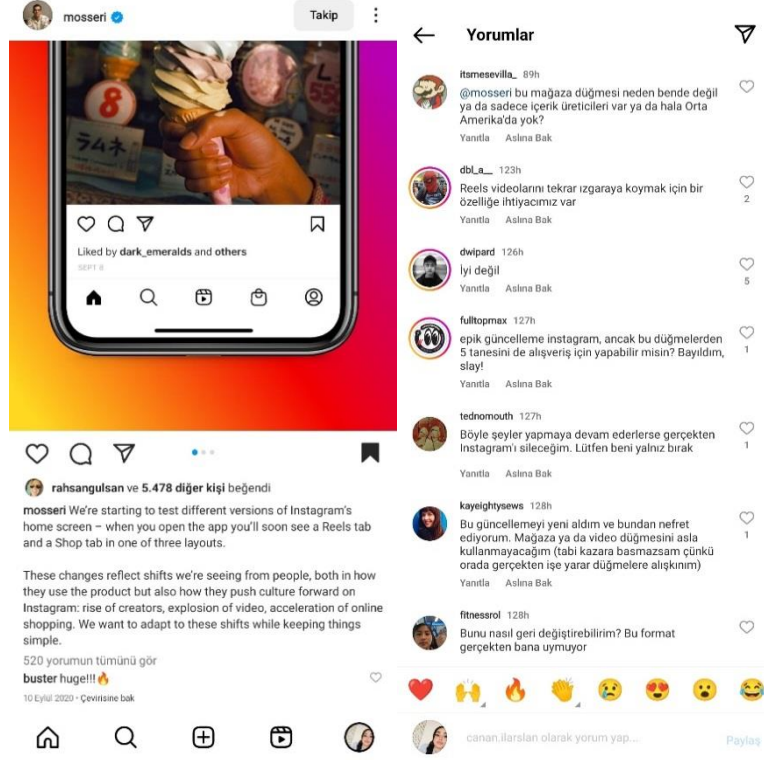 mosseri
Takip
8
ラムネ
L
Liked by dark_emeralds and others
SEPT 8
rahsangulsan ve 5.478 diğer kişi beğendi
mosseri We're starting to test different versions of Instagram's
home screen – when you open the app you'll soon see a Reels tab
and a Shop tab in one of three layouts.
These changes reflect shifts we're seeing from people, both in how
they use the product but also how they push culture forward on
Instagram: rise of creators, explosion of video, acceleration of online
shopping. We want to adapt to these shifts while keeping things
simple.
520 yorumun tümünü gör
buster huge!!!🔥
10 Eylül 2020 • Çevirisine bak
Yorumlar
itsmesevilla_ 89h
@mosseri bu mağaza düğmesi neden bende değil
ya da sadece içerik üreticileri var ya da hala Orta
Amerika'da yok?
Yanıtla Aslına Bak
dbl_a__ 123h
Reels videolarını tekrar ızgaraya koymak için bir
özelliğe ihtiyacımız var
2
Yanıtla Aslına Bak
dwipard 126h
İyi değil
5
Yanıtla Aslına Bak
fulltopmax 127h
epik güncelleme instagram, ancak bu düğmelerden
5 tanesini de alışveriş için yapabilir misin? Bayıldım,
slay!
1
Yanıtla Aslına Bak
tednomouth 127h
Böyle şeyler yapmaya devam ederlerse gerçekten
Instagram'ı sileceğim. Lütfen beni yalnız bırak
1
Yanıtla Aslına Bak
kayeightysews 128h
Bu güncellemeyi yeni aldım ve bundan nefret
ediyorum. Mağaza ya da video düğmesini asla
kullanmayacağım (tabi kazara basmazsam çünkü
orada gerçekten işe yarar düğmelere alışkınım)
1
Yanıtla Aslına Bak
fitnessrol 128h
Bunu nasıl geri değiştirebilirim? Bu format
gerçekten bana uymuyor
canan.ilarslan olarak yorum yap...
Paylaş